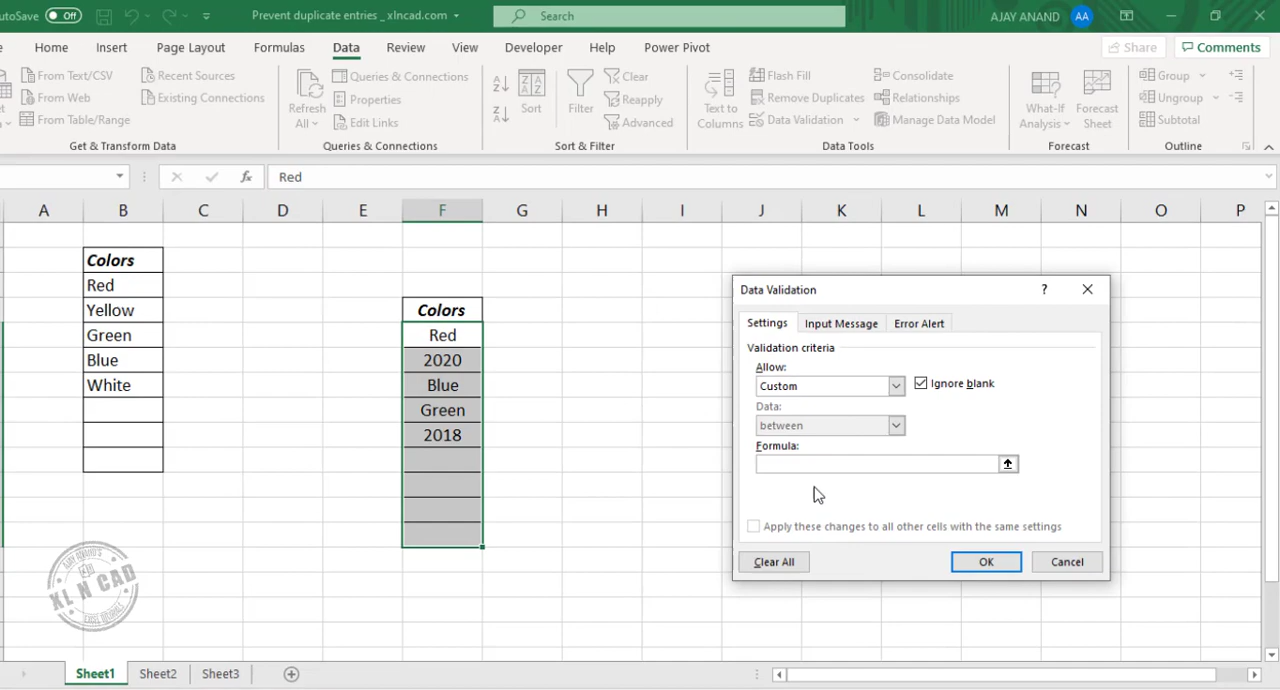 utoSave Off Prevent duplicate entries _ xlncad.com Search AJAY ANAND AA
e Home Insert Page Layout Formulas Data Review View Developer Help Power Pivot Share Comments
From Text/CSV
From Web
From Table/Range
Recent Sources
Existing Connections
Get & Transform Data
Refresh
All
Queries & Connections
Properties
Edit Links
Queries & Connections
Sort
Filter
Clear
Reapply
Advanced
Sort & Filter
Text to
Columns
Flash Fill
Remove Duplicates
Data Validation
Consolidate
Relationships
Manage Data Model
Data Tools
What-If
Analysis
Forecast
Sheet
Forecast
Group
Ungroup
Subtotal
Outline
fx Red
A B C D E F G H I J K L M N O P
Colors
Red
Yellow
Green
Blue
White
Colors
Red
2020
Blue
Green
2018
Data Validation ?
Settings Input Message Error Alert
Validation criteria
Allow:
Custom Ignore blank
Data:
between
Formula:
Apply these changes to all other cells with the same settings
Clear All OK Cancel
AJAY ANAND'S
XL N CAD
EXCEL TUTORIALS
Sheet1 Sheet2 Sheet3